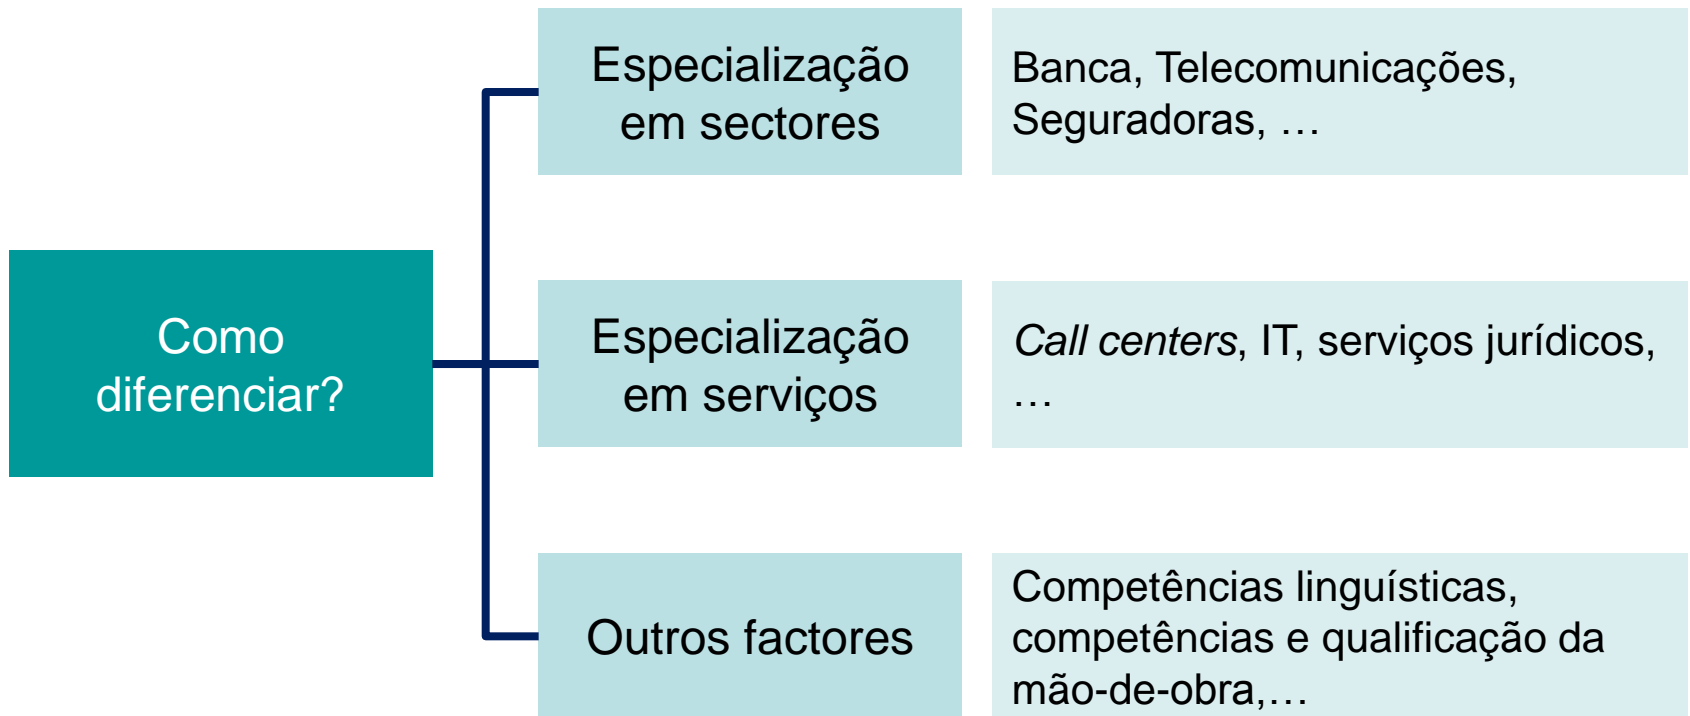 Como
diferenciar?
Especialização
em sectores
Banca, Telecomunicações,
Seguradoras, …
Especialização
em serviços
Call centers, IT, serviços jurídicos,
…
Outros factores
Competências linguísticas,
competências e qualificação da
mão-de-obra,…